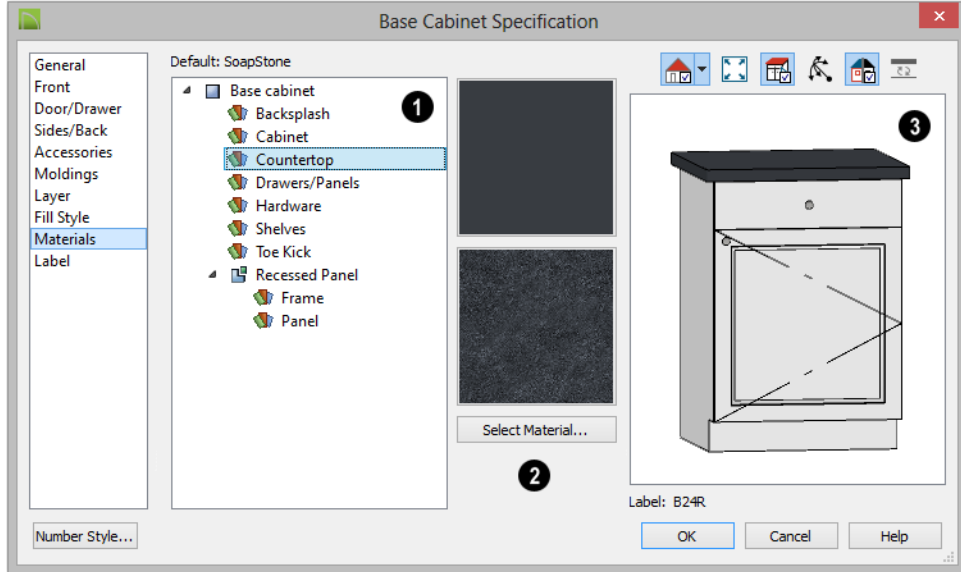 Base Cabinet Specification
General
Front
Door/Drawer
Sides/Back
Accessories
Moldings
Layer
Fill Style
Materials
Label
Default: SoapStone
Base cabinet
Backsplash
Cabinet
Countertop
Drawers/Panels
Hardware
Shelves
Toe Kick
Recessed Panel
Frame
Panel
1
Select Material...
2
3
Label: B24R
Number Style...
OK
Cancel
Help